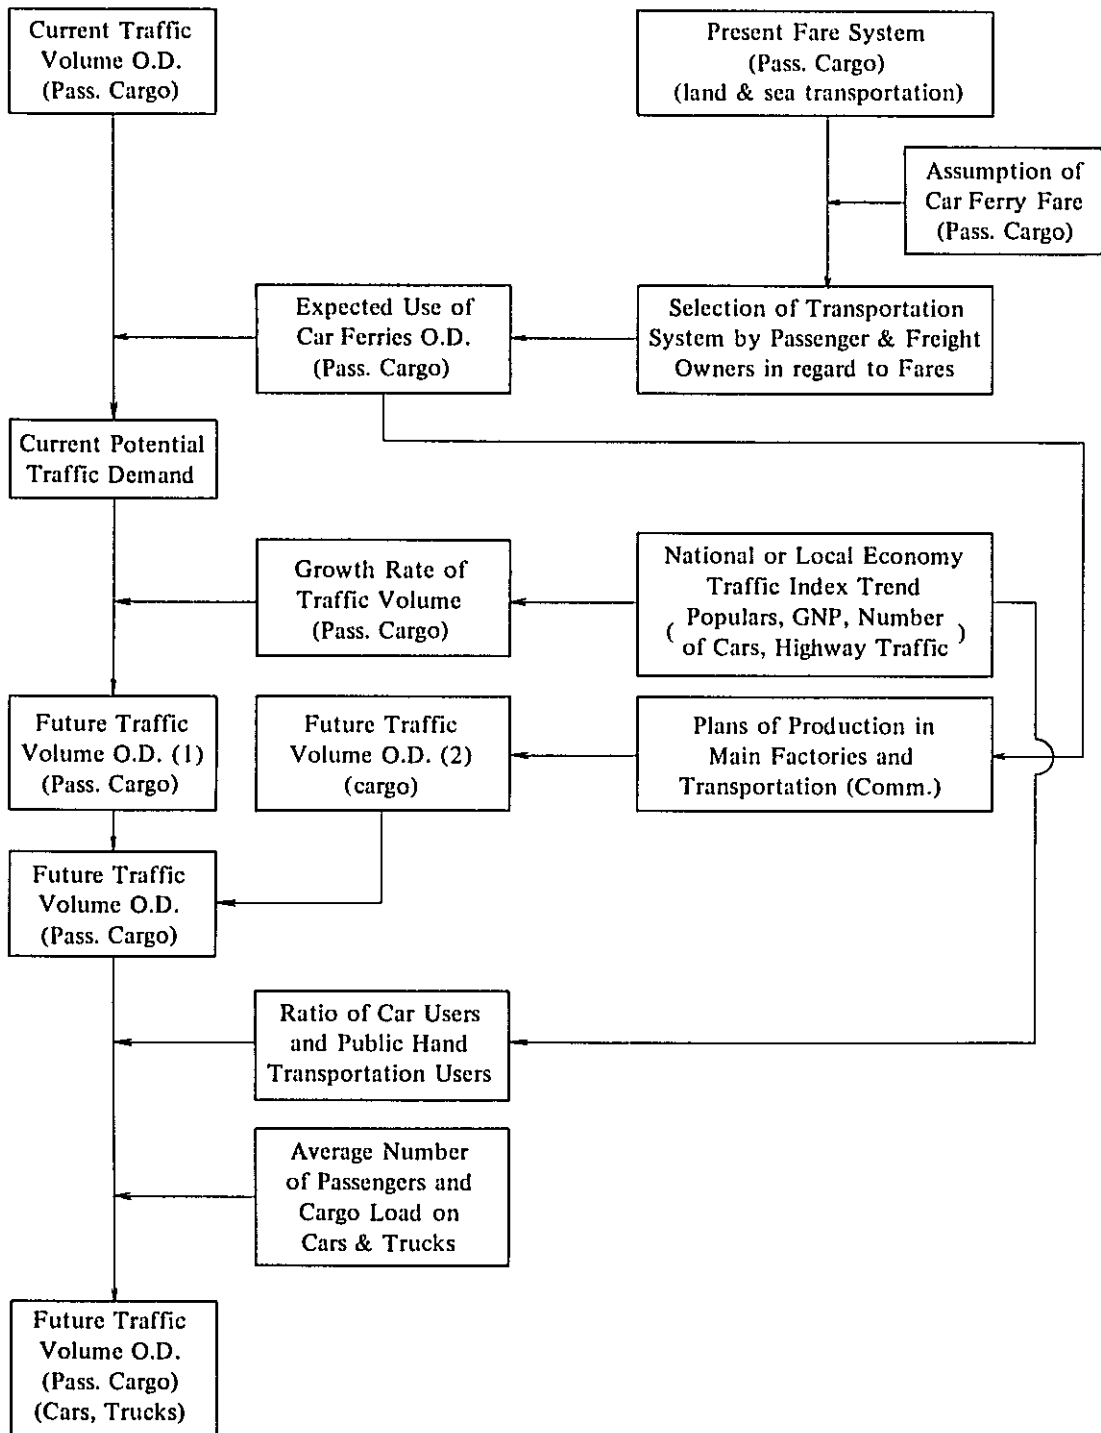 Current Traffic
Volume O.D.
(Pass. Cargo)
Present Fare System
(Pass. Cargo)
(land & sea transportation)
Assumption of
Car Ferry Fare
(Pass. Cargo)
Expected Use of
Car Ferries O.D.
(Pass. Cargo)
Selection of Transportation
System by Passenger & Freight
Owners in regard to Fares
Current Potential
Traffic Demand
Growth Rate of
Traffic Volume
(Pass. Cargo)
National or Local Economy
Traffic Index Trend
( Populars, GNP, Number
of Cars, Highway Traffic )
Future Traffic
Volume O.D. (1)
(Pass. Cargo)
Future Traffic
Volume O.D. (2)
(cargo)
Plans of Production in
Main Factories and
Transportation (Comm.)
Future Traffic
Volume O.D.
(Pass. Cargo)
Ratio of Car Users
and Public Hand
Transportation Users
Average Number
of Passengers and
Cargo Load on
Cars & Trucks
Future Traffic
Volume O.D.
(Pass. Cargo)
(Cars, Trucks)